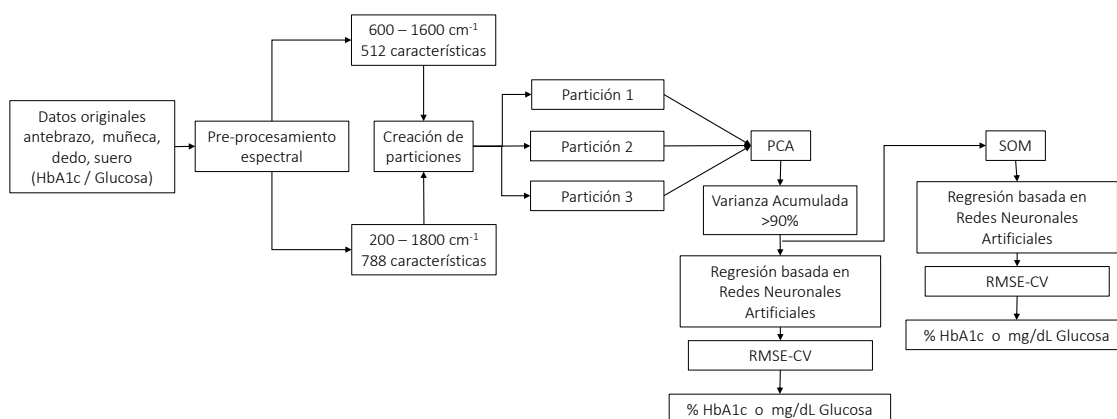 Datos originales
antebrazo, muñeca,
dedo, suero
(HbA1c / Glucosa)
Pre-procesamiento
espectral
600 – 1600 cm⁻¹
512 características
Creación de
particiones
200 – 1800 cm⁻¹
788 características
Partición 1
Partición 2
Partición 3
PCA
Varianza Acumulada
>90%
Regresión basada en
Redes Neuronales
Artificiales
RMSE-CV
% HbA1c o mg/dL Glucosa
SOM
Regresión basada en
Redes Neuronales
Artificiales
RMSE-CV
% HbA1c o mg/dL Glucosa